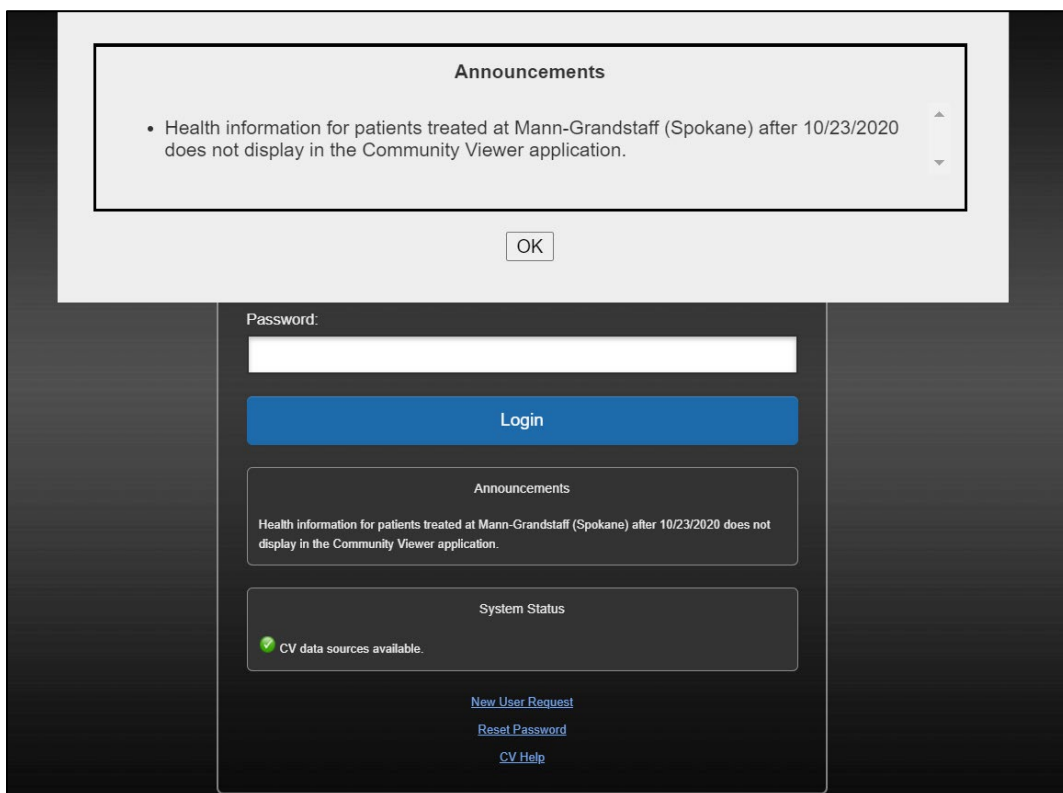 Announcements
• Health information for patients treated at Mann-Grandstaff (Spokane) after 10/23/2020
does not display in the Community Viewer application.
OK
Password:
Login
Announcements
Health information for patients treated at Mann-Grandstaff (Spokane) after 10/23/2020 does not
display in the Community Viewer application.
System Status
CV data sources available.
New User Request
Reset Password
CV Help